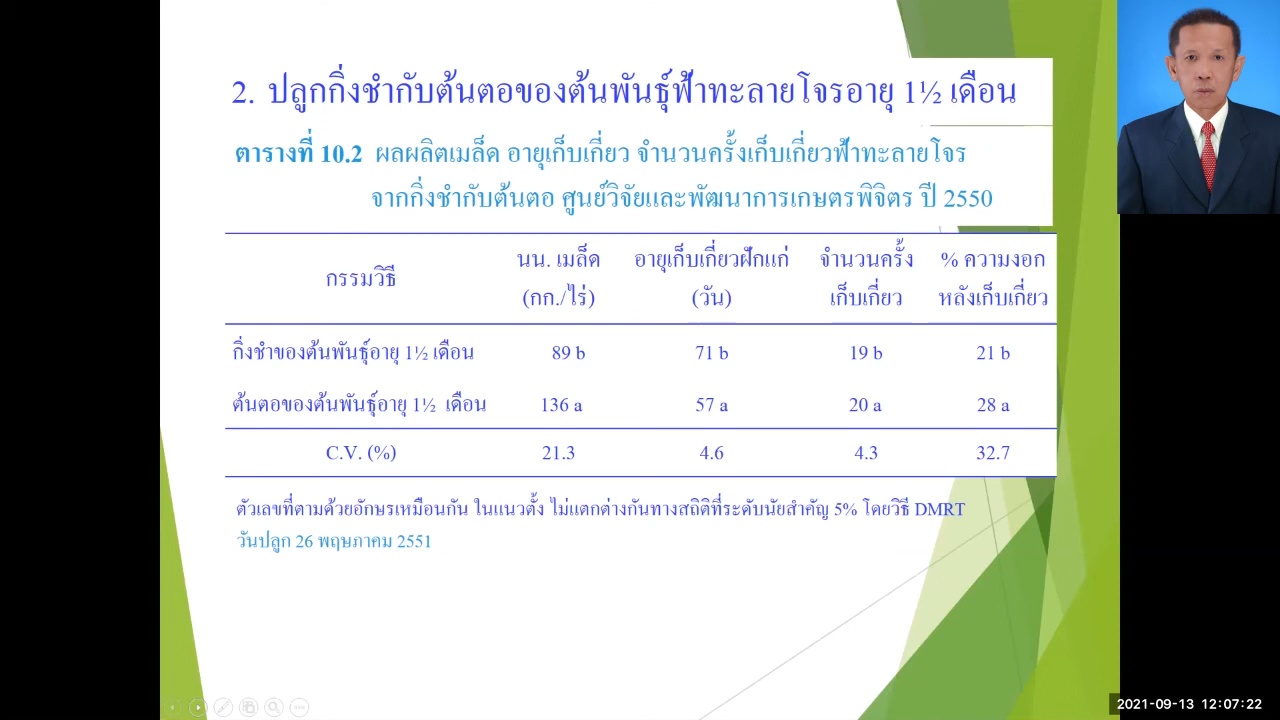 2. ปลูกกิ่งชำกับต้นตอของต้นพันธุ์ฟ้าทะลายโจรอายุ 1½ เดือน
ตารางที่ 10.2 ผลผลิตเมล็ด อายุเก็บเกี่ยว จำนวนครั้งเก็บเกี่ยวฟ้าทะลายโจร
จากกิ่งชำกับต้นตอ ศูนย์วิจัยและพัฒนาการเกษตรพิจิตร ปี 2550
กรรมวิธี นน. เมล็ด อายุเก็บเกี่ยวฝักแก่ จำนวนครั้ง % ความงอก
(กก./ไร่) (วัน) เก็บเกี่ยว หลังเก็บเกี่ยว
กิ่งชำของต้นพันธุ์อายุ 1½ เดือน 89 b 71 b 19 b 21 b
ต้นตอของต้นพันธุ์อายุ 1½ เดือน 136 a 57 a 20 a 28 a
C.V. (%) 21.3 4.6 4.3 32.7
ตัวเลขที่ตามด้วยอักษรเหมือนกัน ในแนวตั้ง ไม่แตกต่างกันทางสถิติที่ระดับนัยสำคัญ 5% โดยวิธี DMRT
วันปลูก 26 พฤษภาคม 2551
2021-09-13 12:07:22